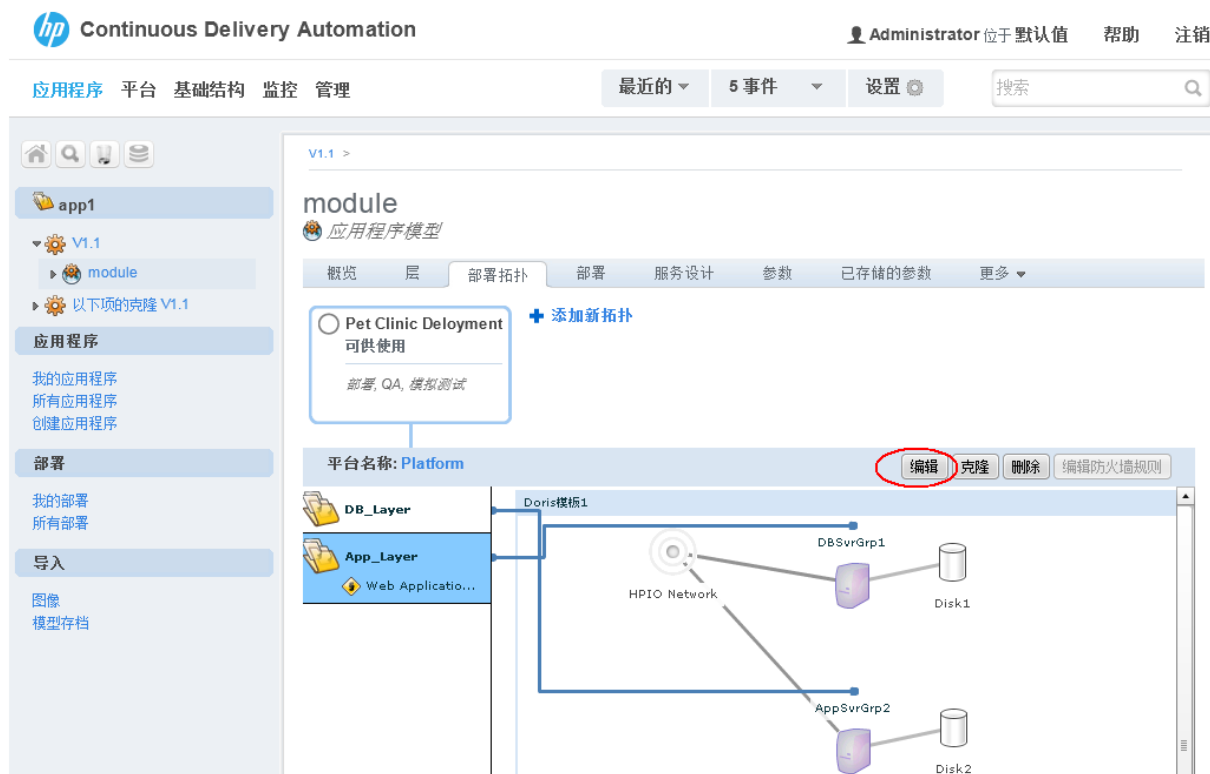 hp Continuous Delivery Automation
Administrator 位于 默认值 帮助 注销
应用程序 平台 基础结构 监控 管理
最近的 5 事件 设置 搜索
V1.1 >
app1
V1.1
module
以下项的克隆 V1.1
应用程序
我的应用程序
所有应用程序
创建应用程序
部署
我的部署
所有部署
导入
图像
模型存档
module
应用程序模型
概览 层 部署拓扑 部署 服务设计 参数 已存储的参数 更多
Pet Clinic Deloyment
可供使用
部署, QA, 模拟测试
添加新拓扑
平台名称: Platform
编辑 克隆 删除 编辑防火墙规则
DB_Layer
App_Layer
Web Applicatio...
Doris模板1
DBSvrGrp1
HPIO Network
Disk1
AppSvrGrp2
Disk2